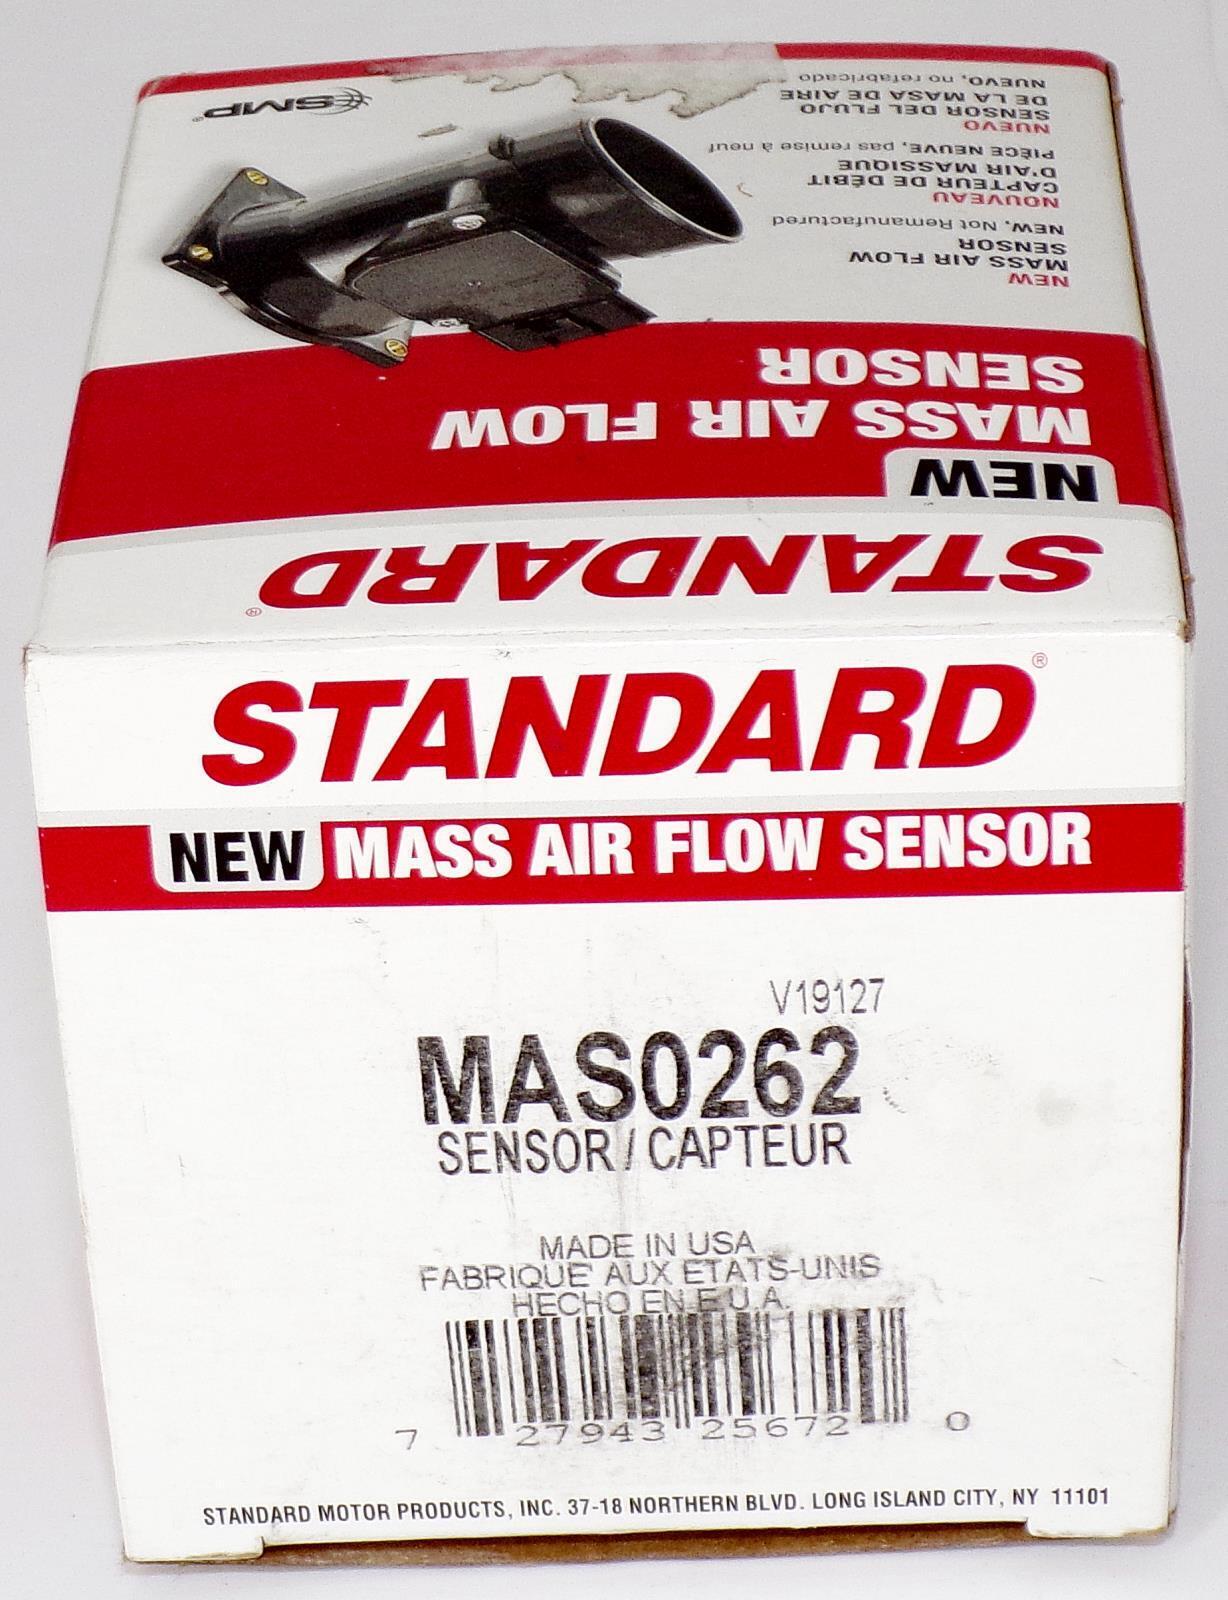 SMP®
NEW
MASS AIR FLOW
SENSOR
NEW, Not Remanufactured
NOUVEAU
CAPTEUR DE DÉBIT
D'AIR MASSIQUE
PIÈCE NEUVE, pas remise à neuf
NUEVO
SENSOR DEL FLUJO
DE LA MASA DE AIRE
NUEVO, no refabricado
STANDARD®
NEW
MASS AIR FLOW
SENSOR
STANDARD®
NEW MASS AIR FLOW SENSOR
V19127
MAS0262
SENSOR / CAPTEUR
MADE IN USA
FABRIQUE' AUX ETATS-UNIS
HECHO EN E.U.A.
7 27943 25672 0
STANDARD MOTOR PRODUCTS, INC. 37-18 NORTHERN BLVD. LONG ISLAND CITY, NY 11101